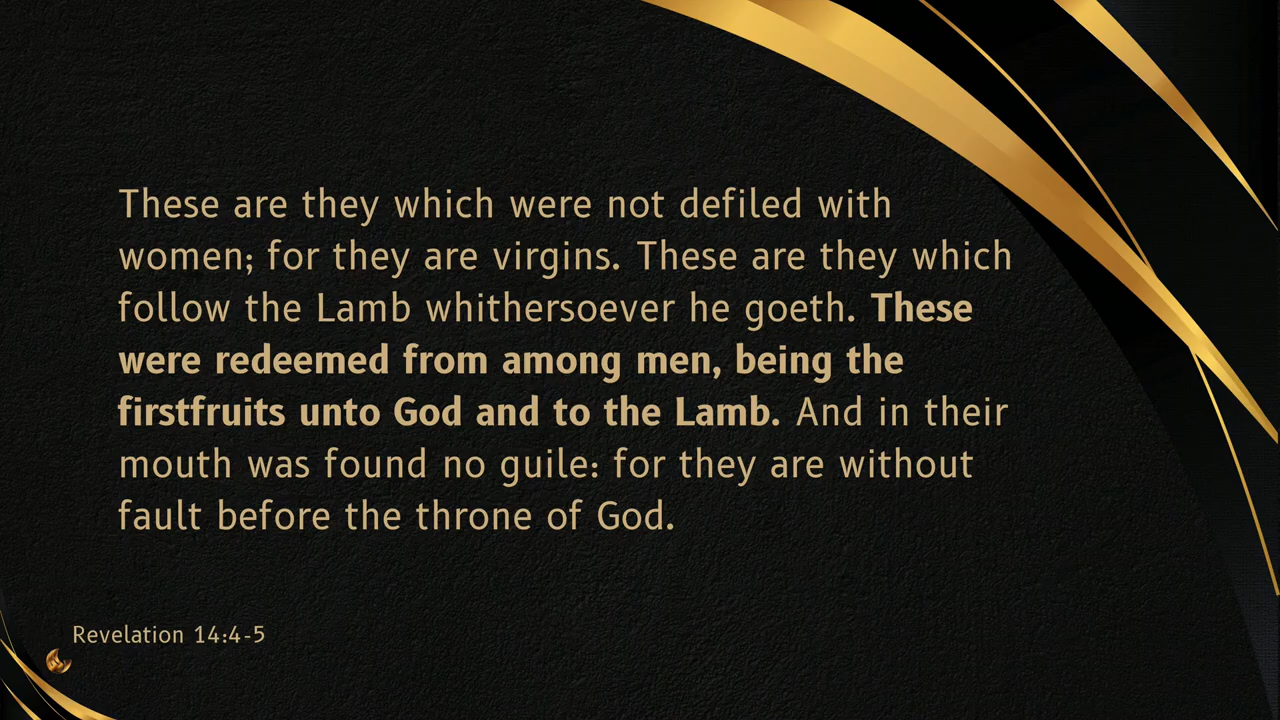 These are they which were not defiled with
women; for they are virgins. These are they which
follow the Lamb whithersoever he goeth. These
were redeemed from among men, being the
firstfruits unto God and to the Lamb. And in their
mouth was found no guile: for they are without
fault before the throne of God.
Revelation 14:4-5